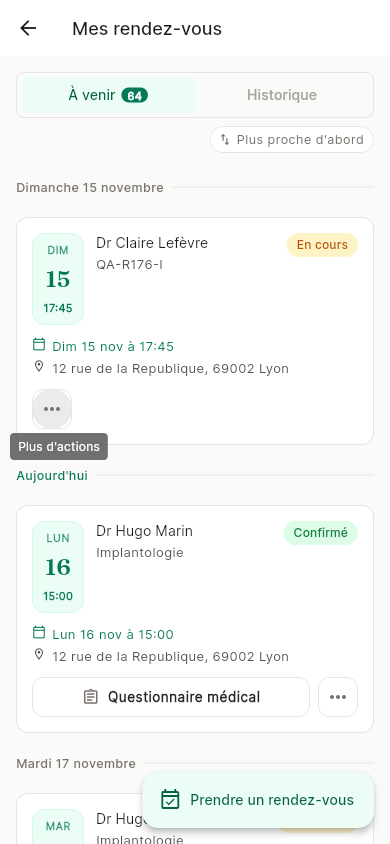 Mes rendez-vous
À venir 64
Historique
Plus proche d'abord
Dimanche 15 novembre
DIM
15
17:45
Dr Claire Lefèvre
QA-R176-I
En cours
Dim 15 nov à 17:45
12 rue de la Republique, 69002 Lyon
Plus d'actions
Aujourd'hui
LUN
16
15:00
Dr Hugo Marin
Implantologie
Confirmé
Lun 16 nov à 15:00
12 rue de la Republique, 69002 Lyon
Questionnaire médical
Mardi 17 novembre
MAR
Dr Hugo
Implantologie
Prendre un rendez-vous